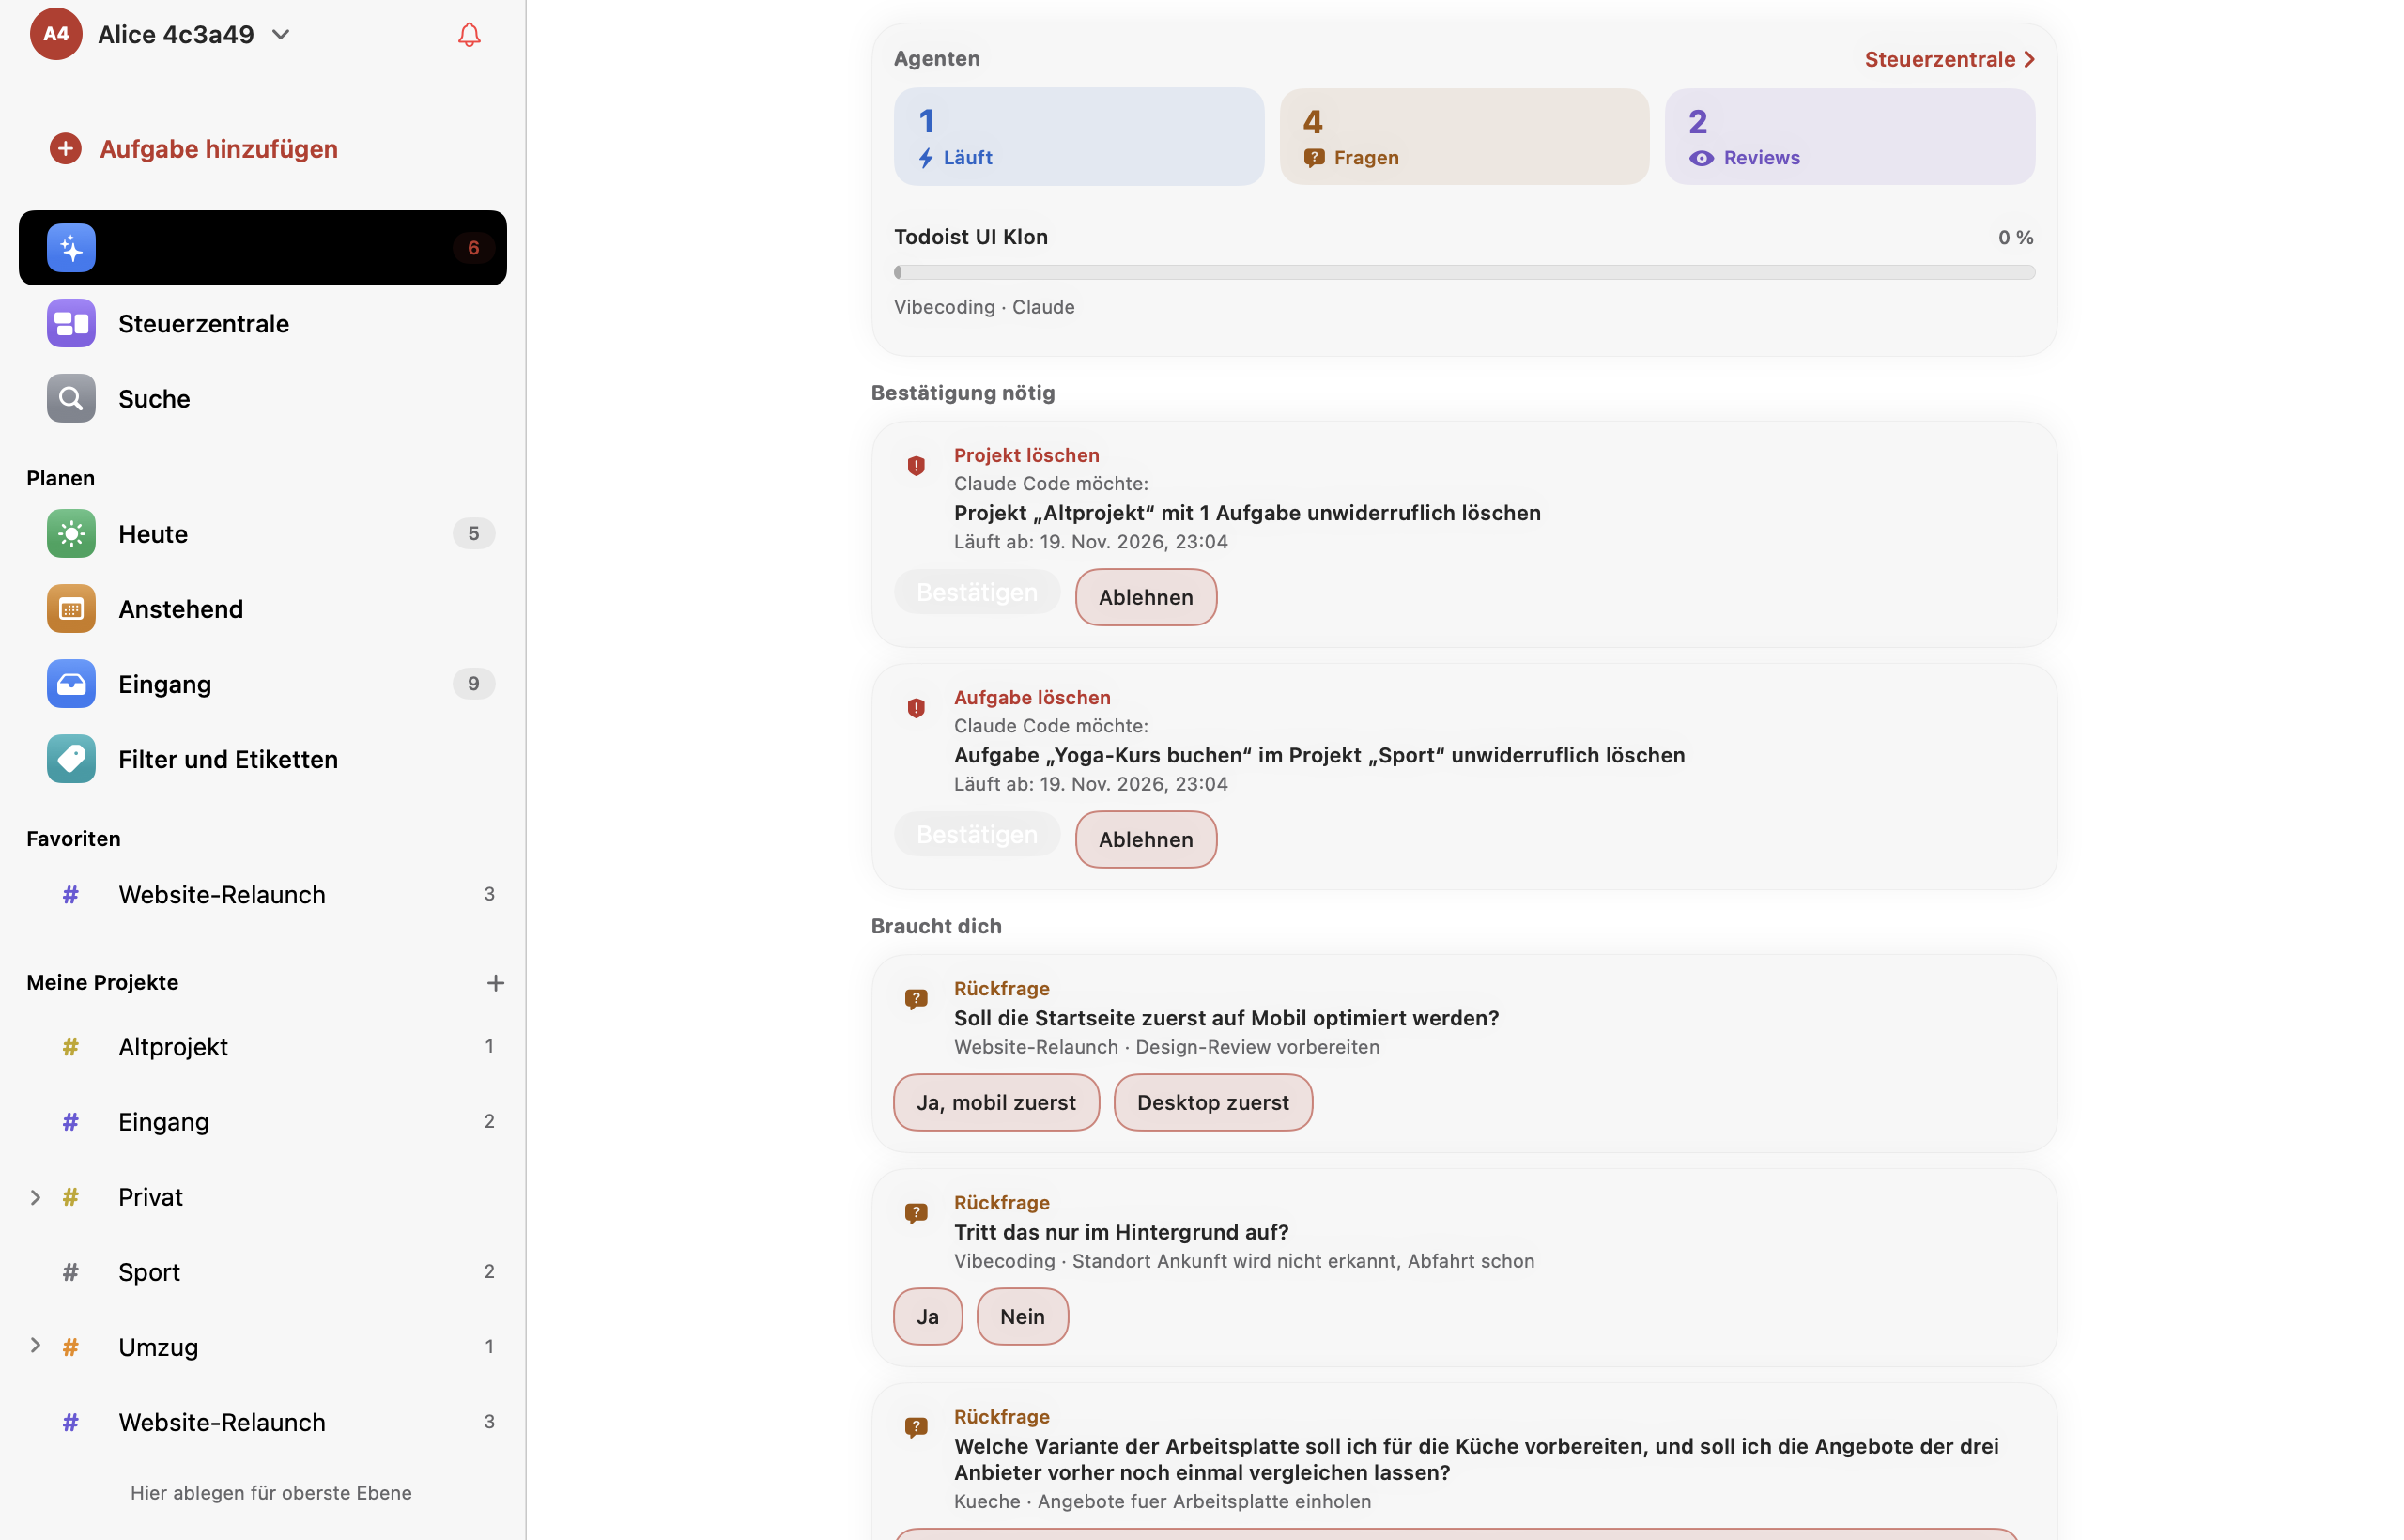 A4 Alice 4c3a49
Aufgabe hinzufügen
6
Steuerzentrale
Suche
Planen
Heute 5
Anstehend
Eingang 9
Filter und Etiketten
Favoriten
# Website-Relaunch 3
Meine Projekte +
# Altprojekt 1
# Eingang 2
# Privat
# Sport 2
# Umzug 1
# Website-Relaunch 3
Hier ablegen für oberste Ebene
Agenten Steuerzentrale
1
Läuft
4
Fragen
2
Reviews
Todoist UI Klon 0 %
Vibecoding · Claude
Bestätigung nötig
Projekt löschen
Claude Code möchte:
Projekt „Altprojekt“ mit 1 Aufgabe unwiderruflich löschen
Läuft ab: 19. Nov. 2026, 23:04
Bestätigen Ablehnen
Aufgabe löschen
Claude Code möchte:
Aufgabe „Yoga-Kurs buchen“ im Projekt „Sport“ unwiderruflich löschen
Läuft ab: 19. Nov. 2026, 23:04
Bestätigen Ablehnen
Braucht dich
Rückfrage
Soll die Startseite zuerst auf Mobil optimiert werden?
Website-Relaunch · Design-Review vorbereiten
Ja, mobil zuerst Desktop zuerst
Rückfrage
Tritt das nur im Hintergrund auf?
Vibecoding · Standort Ankunft wird nicht erkannt, Abfahrt schon
Ja Nein
Rückfrage
Welche Variante der Arbeitsplatte soll ich für die Küche vorbereiten, und soll ich die Angebote der drei
Anbieter vorher noch einmal vergleichen lassen?
Kueche · Angebote fuer Arbeitsplatte einholen